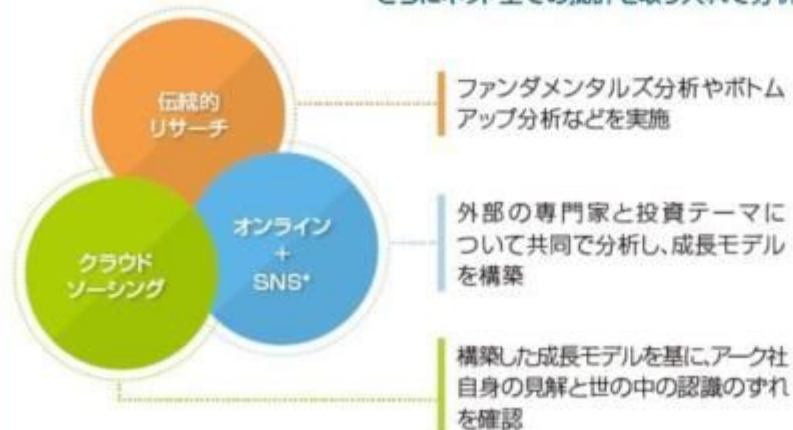 伝統的
リサーチ
ファンダメンタルズ分析やボトム
アップ分析などを実施
オンライン
+
SNS*
外部の専門家と投資テーマに
ついて共同で分析し、成長モデル
を構築
クラウド
ソーシング
構築した成長モデルを基に、アーク社
自身の見解と世の中の認識のずれ
を確認